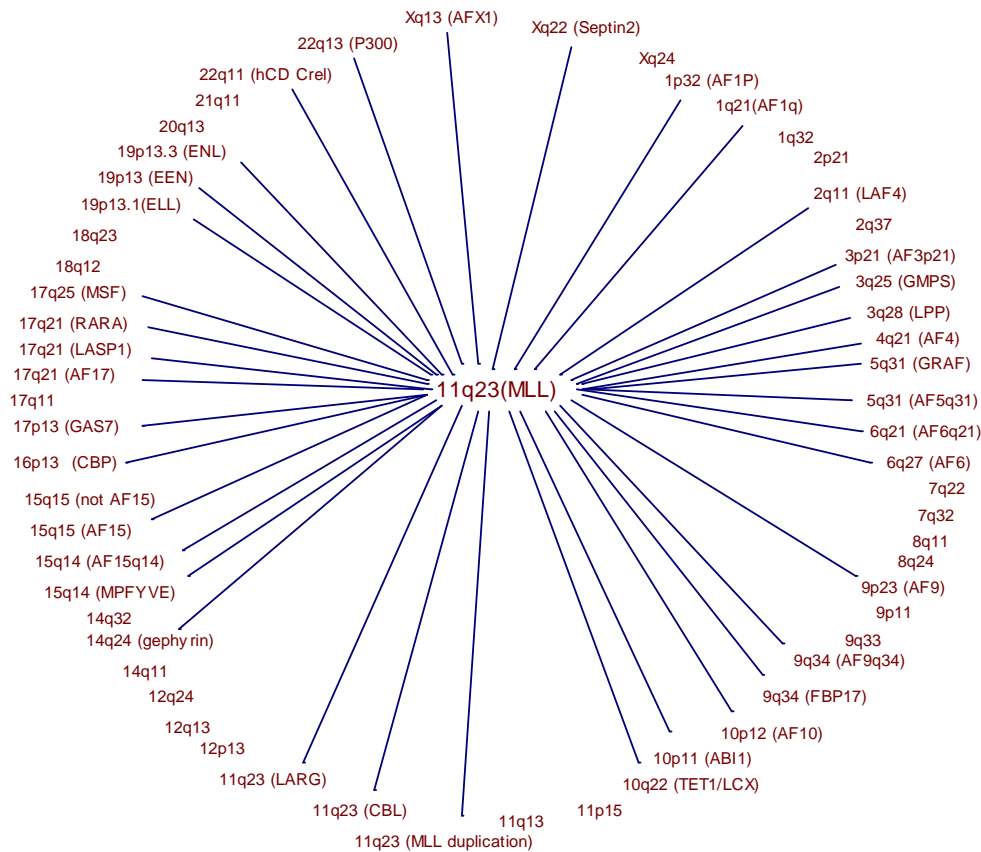 Xq13 (AFX1)
Xq22 (Septin2)
Xq24
1p32 (AF1P)
1q21(AF1q)
1q32
2p21
2q11 (LAF4)
2q37
3p21 (AF3p21)
3q25 (GMPS)
3q28 (LPP)
4q21 (AF4)
5q31 (GRAF)
5q31 (AF5q31)
6q21 (AF6q21)
6q27 (AF6)
7q22
7q32
8q11
8q24
9p23 (AF9)
9p11
9q33
9q34 (AF9q34)
9q34 (FBP17)
10p12 (AF10)
10p11 (ABI1)
10q22 (TET1/LCX)
11p15
11q13
11q23 (MLL duplication)
11q23 (CBL)
11q23 (LARG)
12p13
12q13
12q24
14q11
14q24 (gephyrin)
14q32
15q14 (MPFYVE)
15q14 (AF15q14)
15q15 (AF15)
15q15 (not AF15)
16p13 (CBP)
17p13 (GAS7)
17q11
17q21 (AF17)
17q21 (LASP1)
17q21 (RARA)
17q25 (MSF)
18q12
18q23
19p13.1(ELL)
19p13 (EEN)
19p13.3 (ENL)
20q13
21q11
22q11 (hCD Crel)
22q13 (P300)
11q23(MLL)